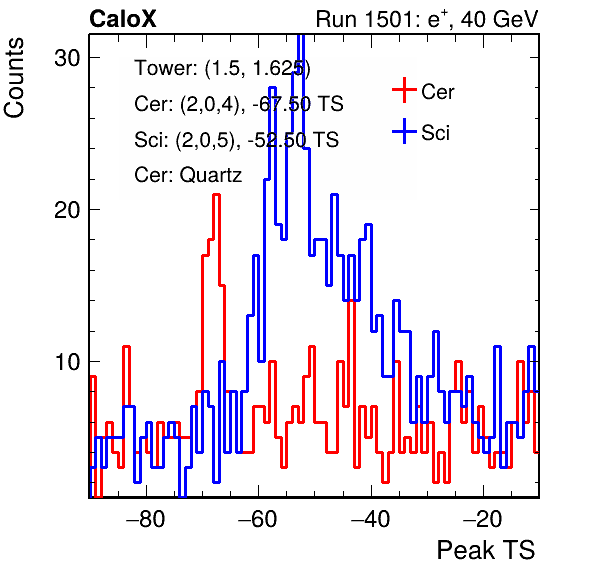 CaloX Run 1501: e⁺, 40 GeV
Counts
30
20
10
Tower: (1.5, 1.625)
Cer: (2,0,4), -67.50 TS
Sci: (2,0,5), -52.50 TS
Cer: Quartz
Cer
Sci
−80 −60 −40 −20
Peak TS